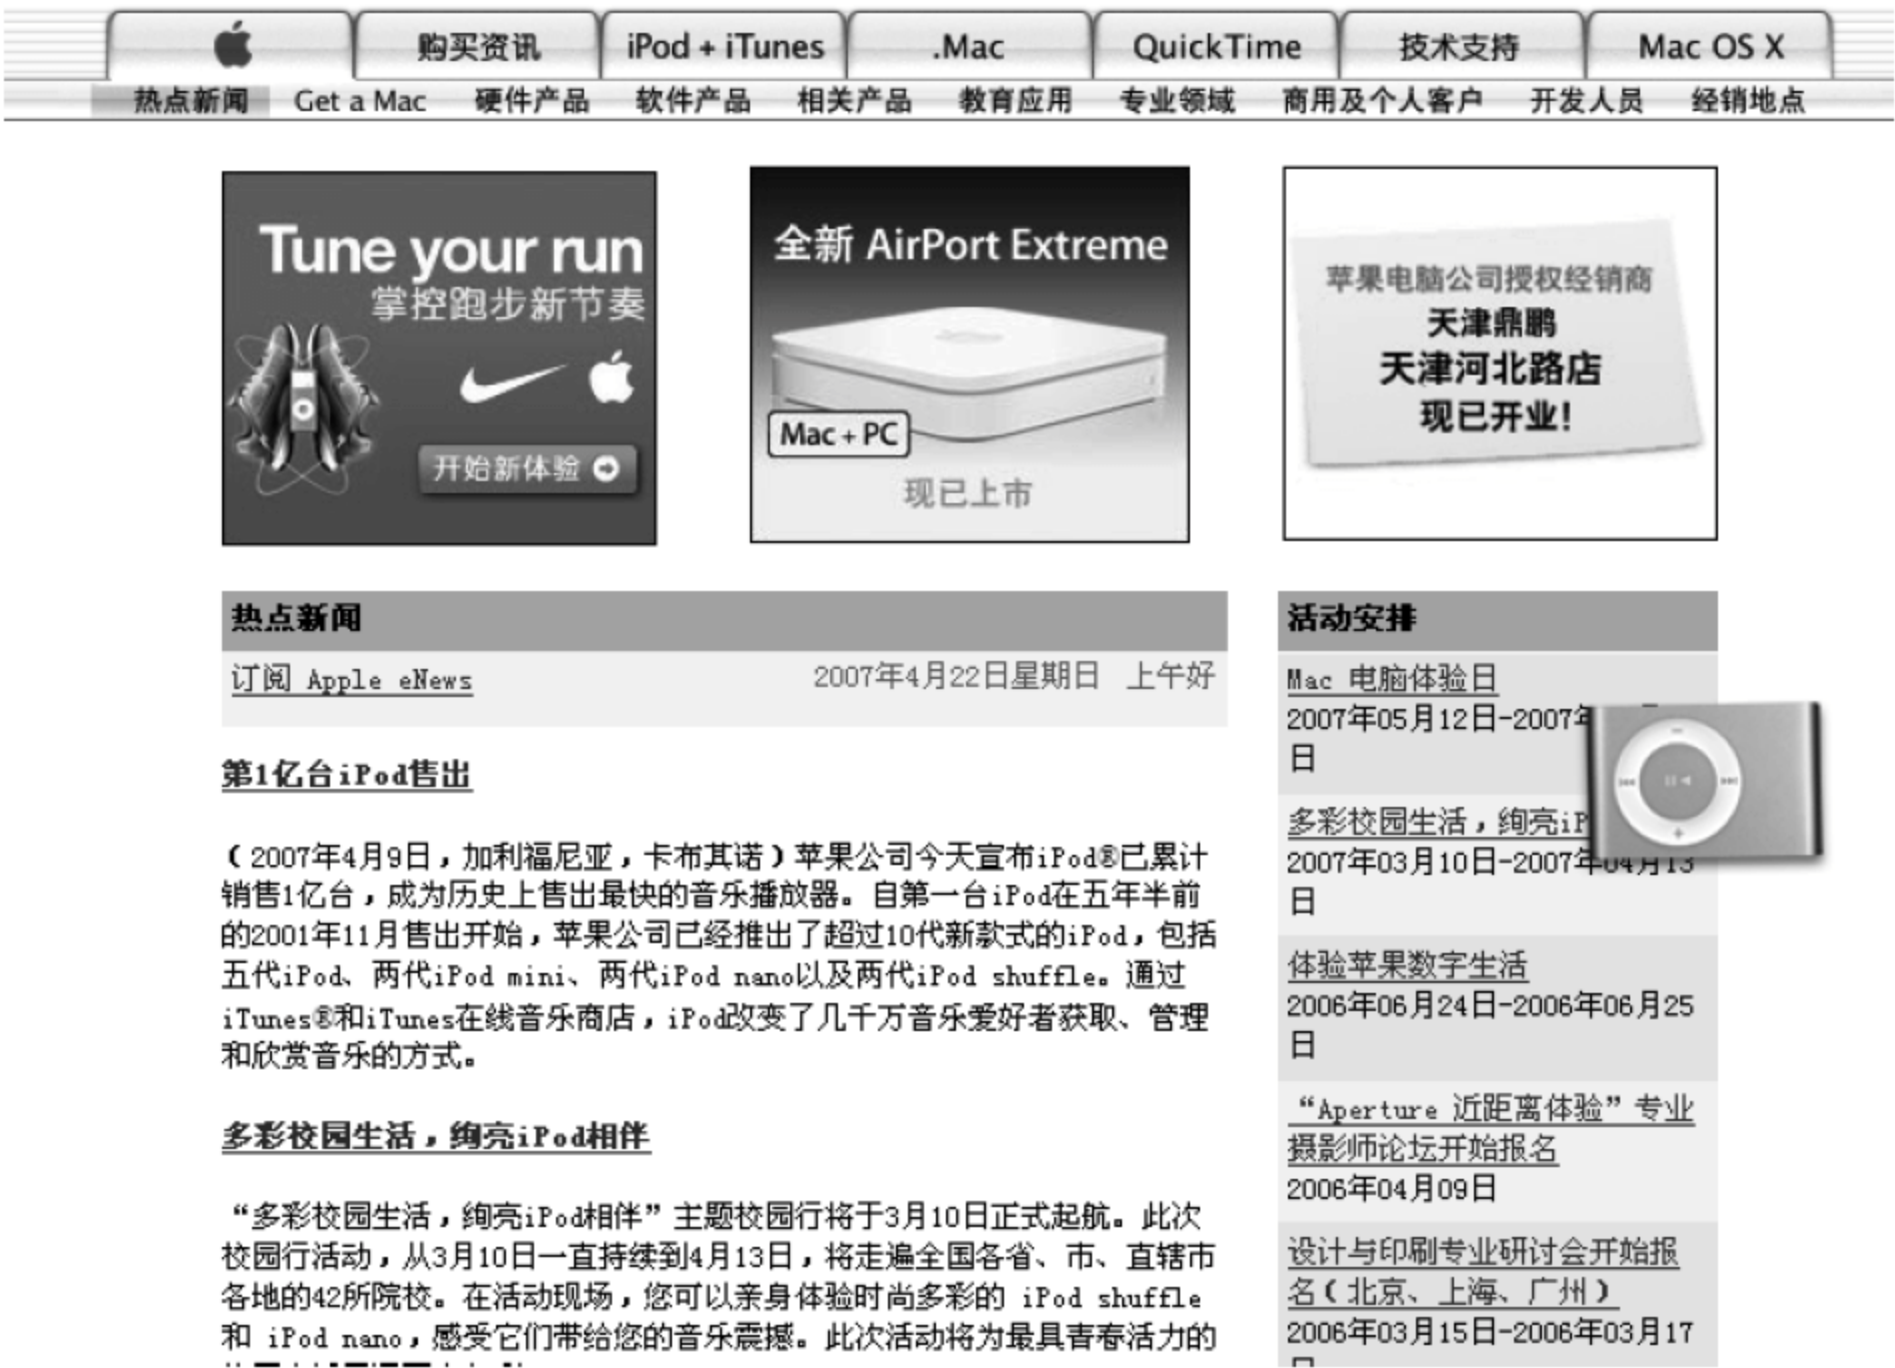 购买资讯
iPod + iTunes
.Mac
QuickTime
技术支持
Mac OS X
热点新闻
Get a Mac
硬件产品
软件产品
相关产品
教育应用
专业领域
商用及个人客户
开发人员
经销地点
Tune your run
掌控跑步新节奏
开始新体验
全新 AirPort Extreme
Mac + PC
现已上市
苹果电脑公司授权经销商
天津鼎鹏
天津河北路店
现已开业!
热点新闻
订阅 Apple eNews
2007年4月22日星期日 上午好
第1亿台iPod售出
（2007年4月9日，加利福尼亚，卡布其诺）苹果公司今天宣布iPod®已累计
销售1亿台，成为历史上售出最快的音乐播放器。自第一台iPod在五年半前
的2001年11月售出开始，苹果公司已经推出了超过10代新款式的iPod，包括
五代iPod、两代iPod mini、两代iPod nano以及两代iPod shuffle。通过
iTunes®和iTunes在线音乐商店，iPod改变了几千万音乐爱好者获取、管理
和欣赏音乐的方式。
多彩校园生活，绚亮iPod相伴
“多彩校园生活，绚亮iPod相伴”主题校园行将于3月10日正式起航。此次
校园行活动，从3月10日一直持续到4月13日，将走遍全国各省、市、直辖市
各地的42所院校。在活动现场，您可以亲身体验时尚多彩的 iPod shuffle
和 iPod nano，感受它们带给您的音乐震撼。此次活动将为最具青春活力的
活动安排
Mac 电脑体验日
2007年05月12日-2007年
日
多彩校园生活，绚亮iP
2007年03月10日-2007年04月13
日
体验苹果数字生活
2006年06月24日-2006年06月25
日
“Aperture 近距离体验”专业
摄影师论坛开始报名
2006年04月09日
设计与印刷专业研讨会开始报
名（北京、上海、广州）
2006年03月15日-2006年03月17